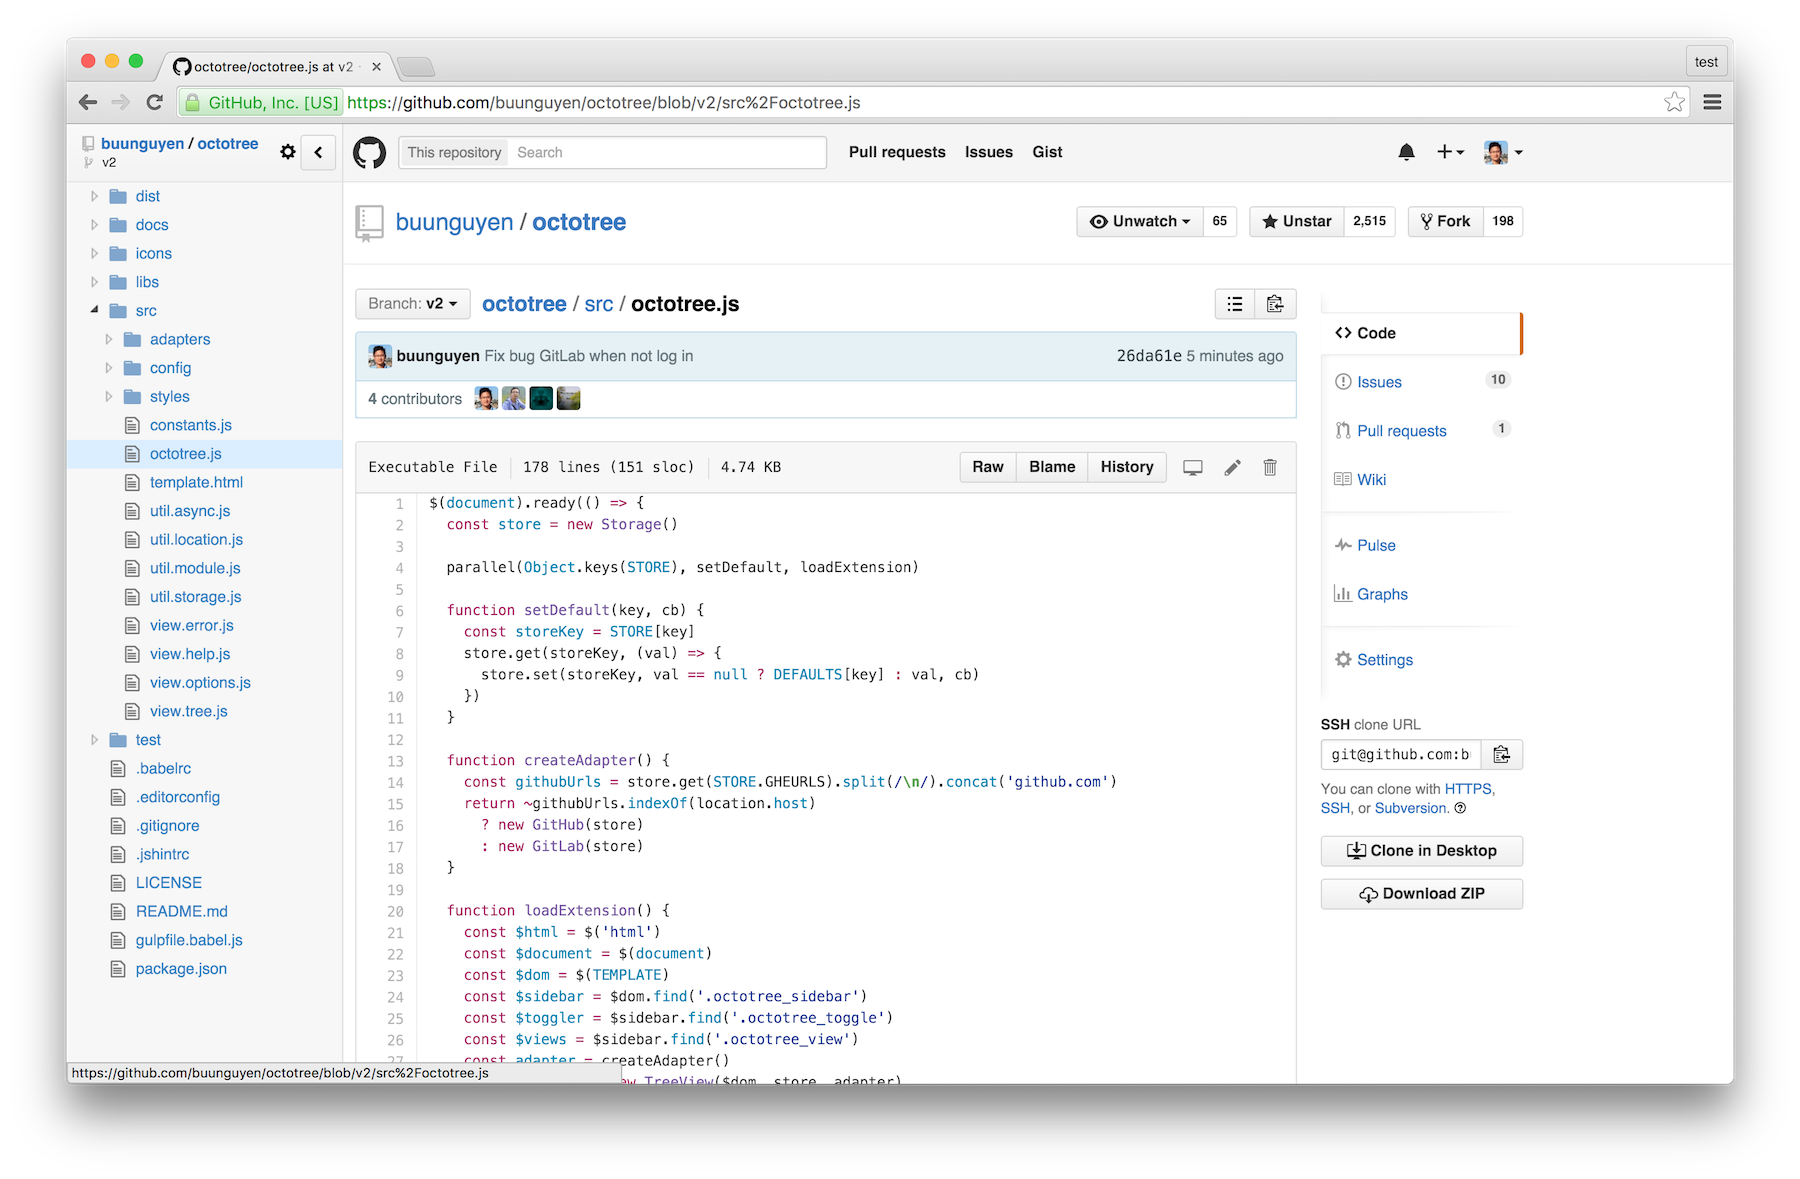 octotree/octotree.js at v2
test
GitHub, Inc. [US] https://github.com/buunguyen/octotree/blob/v2/src%2Foctotree.js
buunguyen / octotree
v2
This repository Search
Pull requests Issues Gist
dist
docs
icons
libs
src
adapters
config
styles
constants.js
octotree.js
template.html
util.async.js
util.location.js
util.module.js
util.storage.js
view.error.js
view.help.js
view.options.js
view.tree.js
test
.babelrc
.editorconfig
.gitignore
.jshintrc
LICENSE
README.md
gulpfile.babel.js
package.json
buunguyen / octotree
Unwatch 65 Unstar 2,515 Fork 198
Branch: v2 octotree / src / octotree.js
buunguyen Fix bug GitLab when not log in 26da61e 5 minutes ago
4 contributors
Executable File 178 lines (151 sloc) 4.74 KB Raw Blame History
1 $(document).ready(() => {
2   const store = new Storage()
3
4   parallel(Object.keys(STORE), setDefault, loadExtension)
5
6   function setDefault(key, cb) {
7     const storeKey = STORE[key]
8     store.get(storeKey, (val) => {
9       store.set(storeKey, val == null ? DEFAULTS[key] : val, cb)
10     })
11   }
12
13   function createAdapter() {
14     const githubUrls = store.get(STORE.GHEURLS).split(/\n/).concat('github.com')
15     return ~githubUrls.indexOf(location.host)
16       ? new GitHub(store)
17       : new GitLab(store)
18   }
19
20   function loadExtension() {
21     const $html = $('html')
22     const $document = $(document)
23     const $dom = $(TEMPLATE)
24     const $sidebar = $dom.find('.octotree_sidebar')
25     const $toggler = $sidebar.find('.octotree_toggle')
26     const $views = $sidebar.find('.octotree_view')
27     const adapter = createAdapter()
TreeView($dom, store, adapter)
Code
Issues 10
Pull requests 1
Wiki
Pulse
Graphs
Settings
SSH clone URL
git@github.com:b
You can clone with HTTPS,
SSH, or Subversion.
Clone in Desktop
Download ZIP
https://github.com/buunguyen/octotree/blob/v2/src%2Foctotree.js